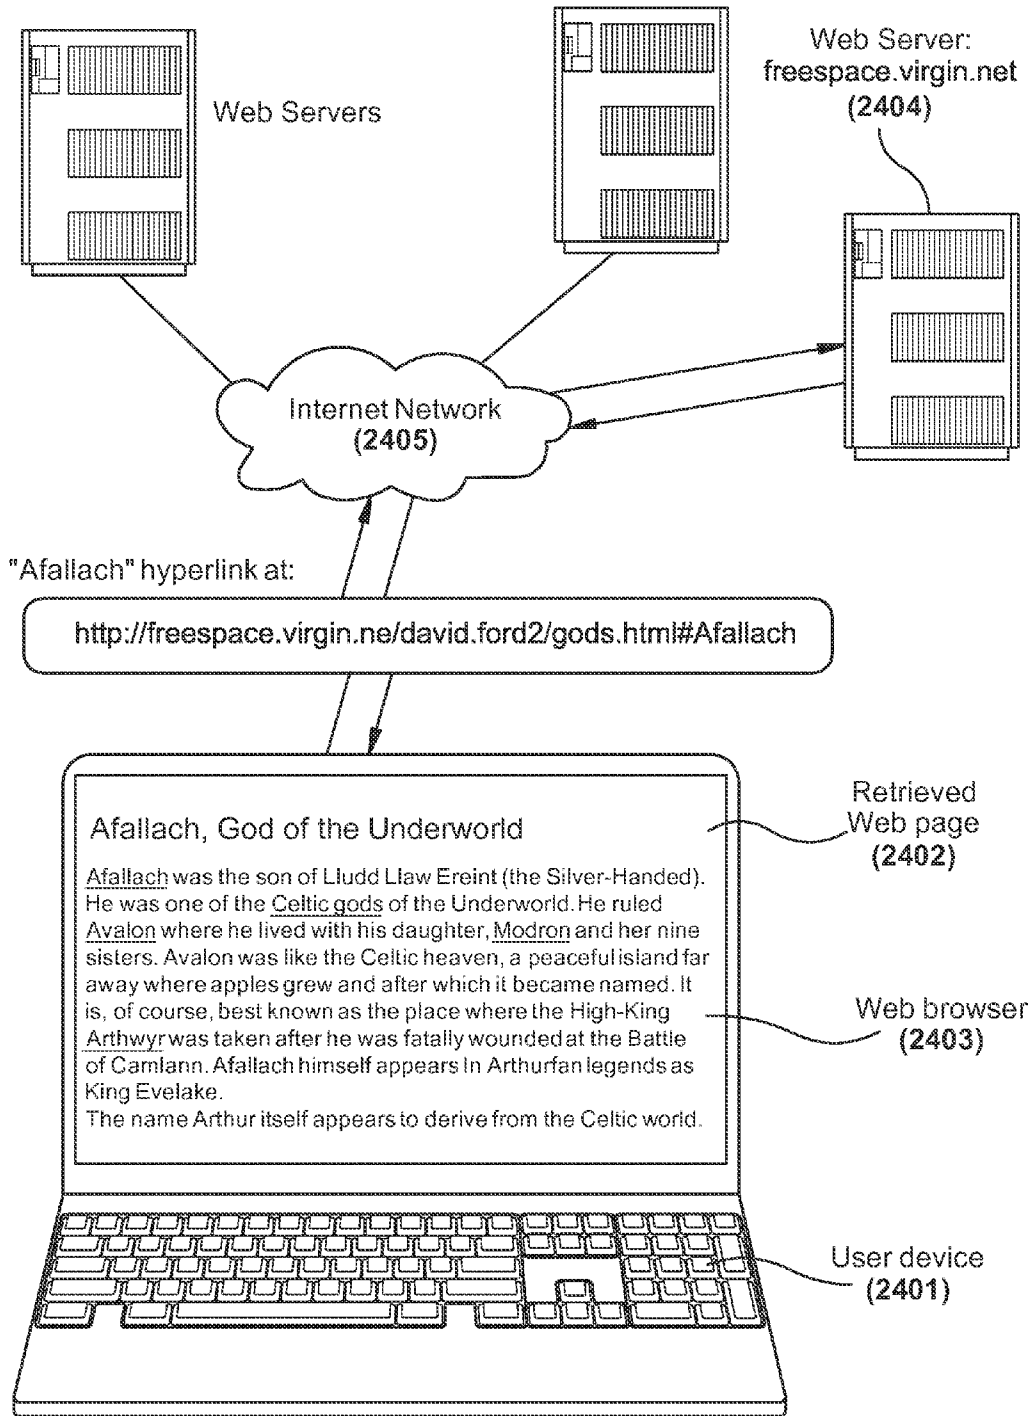 Web Servers
Web Server:
freespace.virgin.net
(2404)
Internet Network
(2405)
"Afallach" hyperlink at:
http://freespace.virgin.ne/david.ford2/gods.html#Afallach
Afallach, God of the Underworld
Afallach was the son of Lludd Llaw Ereint (the Silver-Handed).
He was one of the Celtic gods of the Underworld. He ruled
Avalon where he lived with his daughter, Modron and her nine
sisters. Avalon was like the Celtic heaven, a peaceful island far
away where apples grew and after which it became named. It
is, of course, best known as the place where the High-King
Arthwyr was taken after he was fatally wounded at the Battle
of Camlann. Afallach himself appears In Arthurfan legends as
King Evelake.
The name Arthur itself appears to derive from the Celtic world.
Retrieved
Web page
(2402)
Web browser
(2403)
User device
(2401)